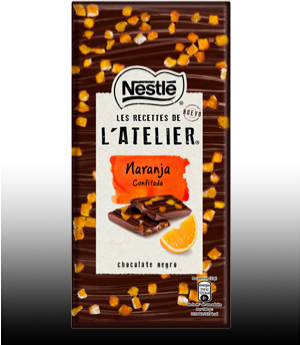 Nestlé
NUEVO
LES RECETTES DE
L'ATELIER®
Naranja
Confitada
chocolate negro